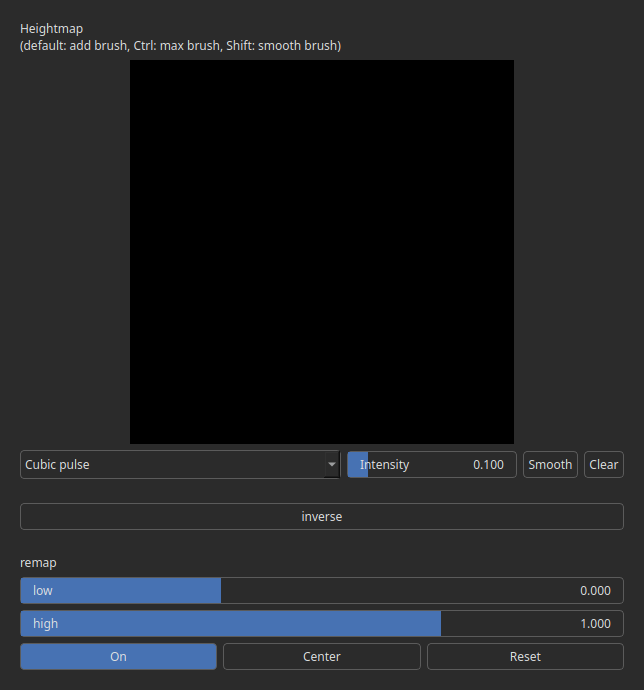 Heightmap
(default: add brush, Ctrl: max brush, Shift: smooth brush)
Cubic pulse
Intensity 0.100
Smooth
Clear
inverse
remap
low 0.000
high 1.000
On
Center
Reset